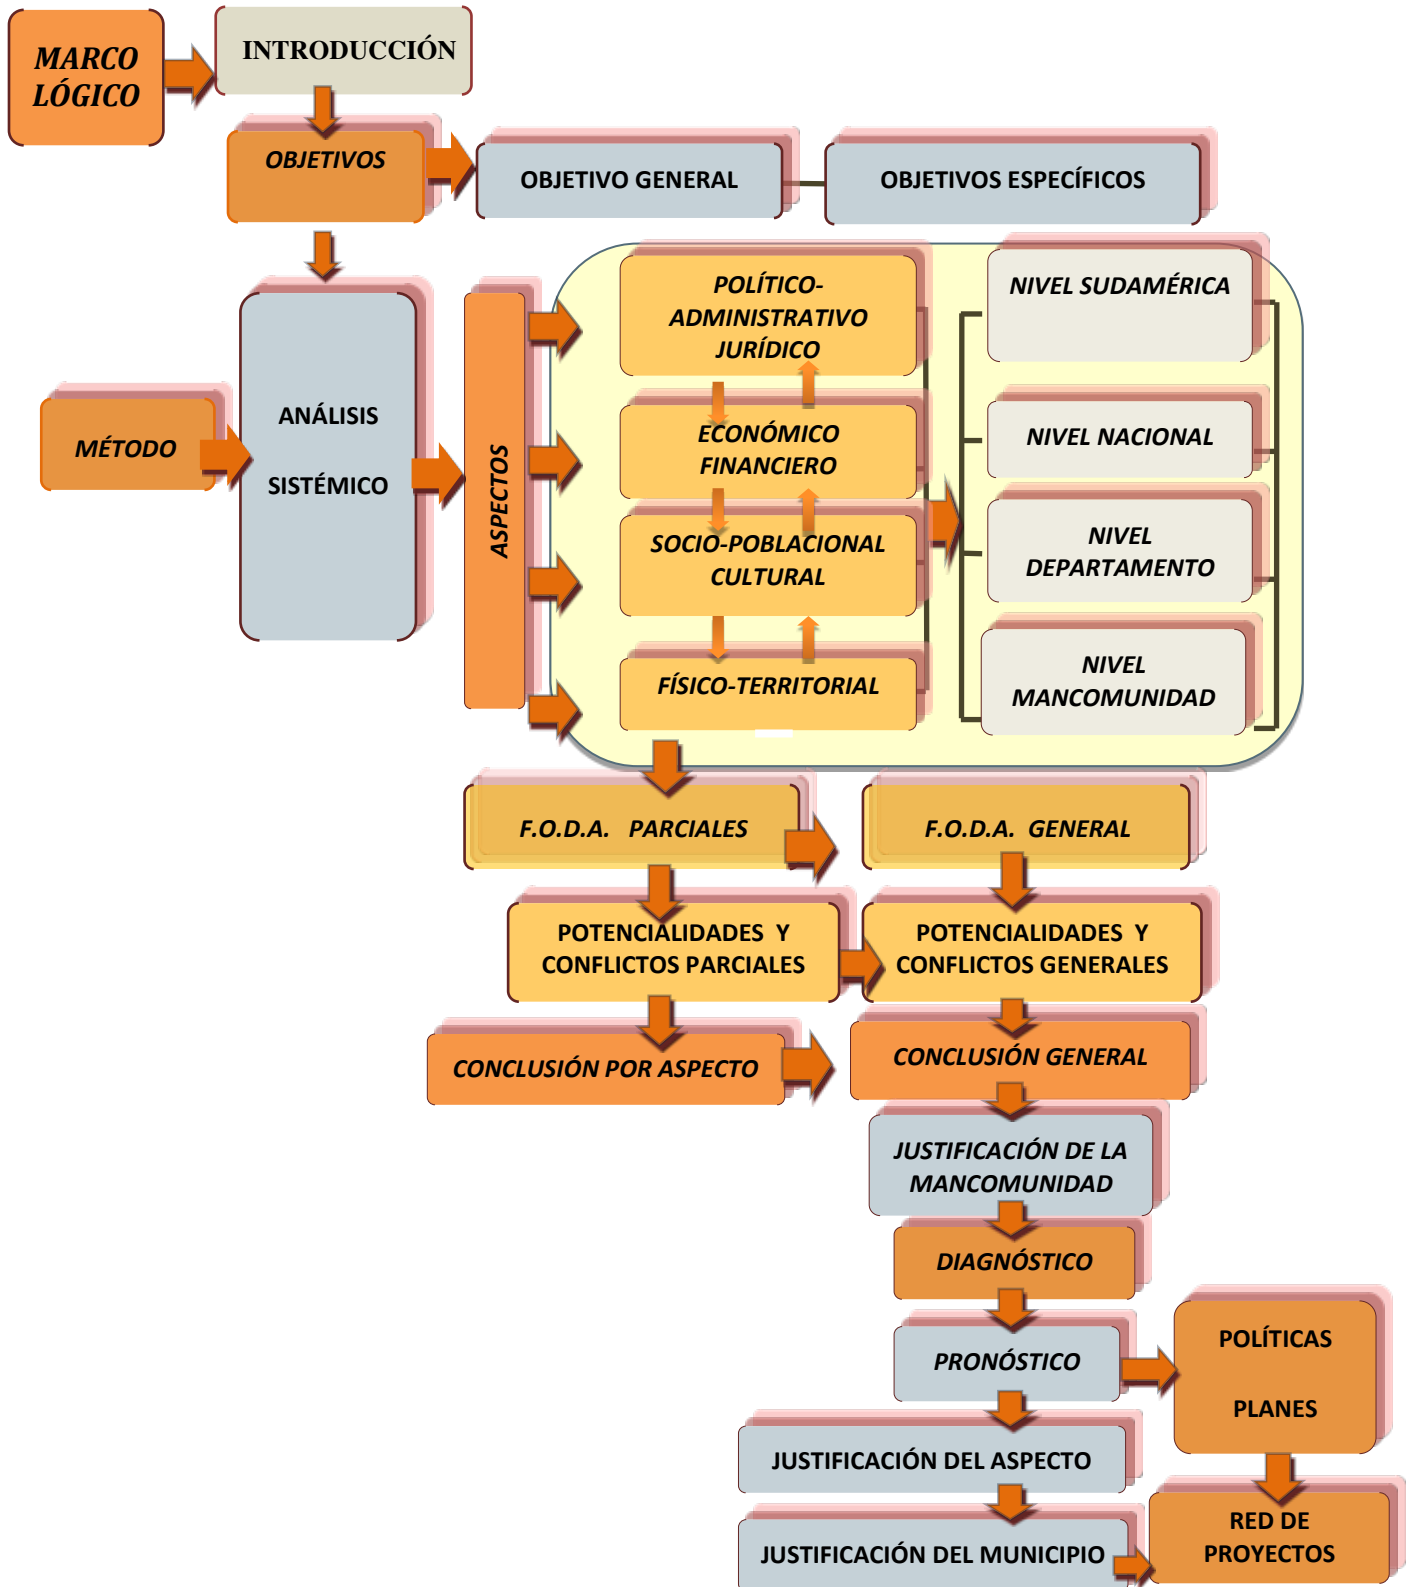 MARCO
LÓGICO
INTRODUCCIÓN
OBJETIVOS
OBJETIVO GENERAL
OBJETIVOS ESPECÍFICOS
MÉTODO
ANÁLISIS
SISTÉMICO
ASPECTOS
POLÍTICO-
ADMINISTRATIVO
JURÍDICO
ECONÓMICO
FINANCIERO
SOCIO-POBLACIONAL
CULTURAL
FÍSICO-TERRITORIAL
NIVEL SUDAMÉRICA
NIVEL NACIONAL
NIVEL
DEPARTAMENTO
NIVEL
MANCOMUNIDAD
F.O.D.A. PARCIALES
F.O.D.A. GENERAL
POTENCIALIDADES Y
CONFLICTOS PARCIALES
POTENCIALIDADES Y
CONFLICTOS GENERALES
CONCLUSIÓN POR ASPECTO
CONCLUSIÓN GENERAL
JUSTIFICACIÓN DE LA
MANCOMUNIDAD
DIAGNÓSTICO
PRONÓSTICO
POLÍTICAS
PLANES
JUSTIFICACIÓN DEL ASPECTO
JUSTIFICACIÓN DEL MUNICIPIO
RED DE
PROYECTOS